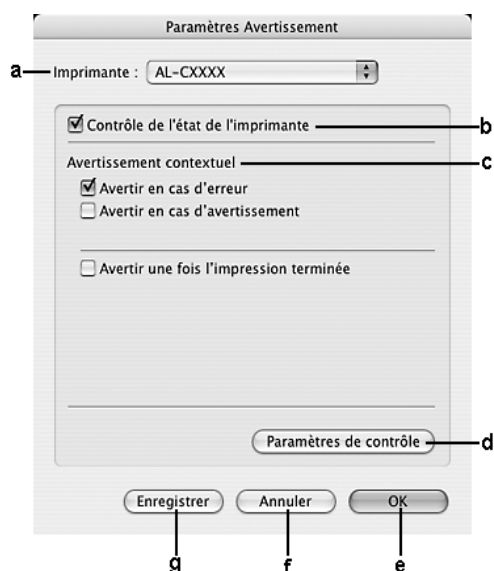 Paramètres Avertissement
a
Imprimante : AL-CXXXX
Contrôle de l'état de l'imprimante
b
Avertissement contextuel
c
Avertir en cas d'erreur
Avertir en cas d'avertissement
Avertir une fois l'impression terminée
Paramètres de contrôle
d
Enregistrer Annuler OK
g f e